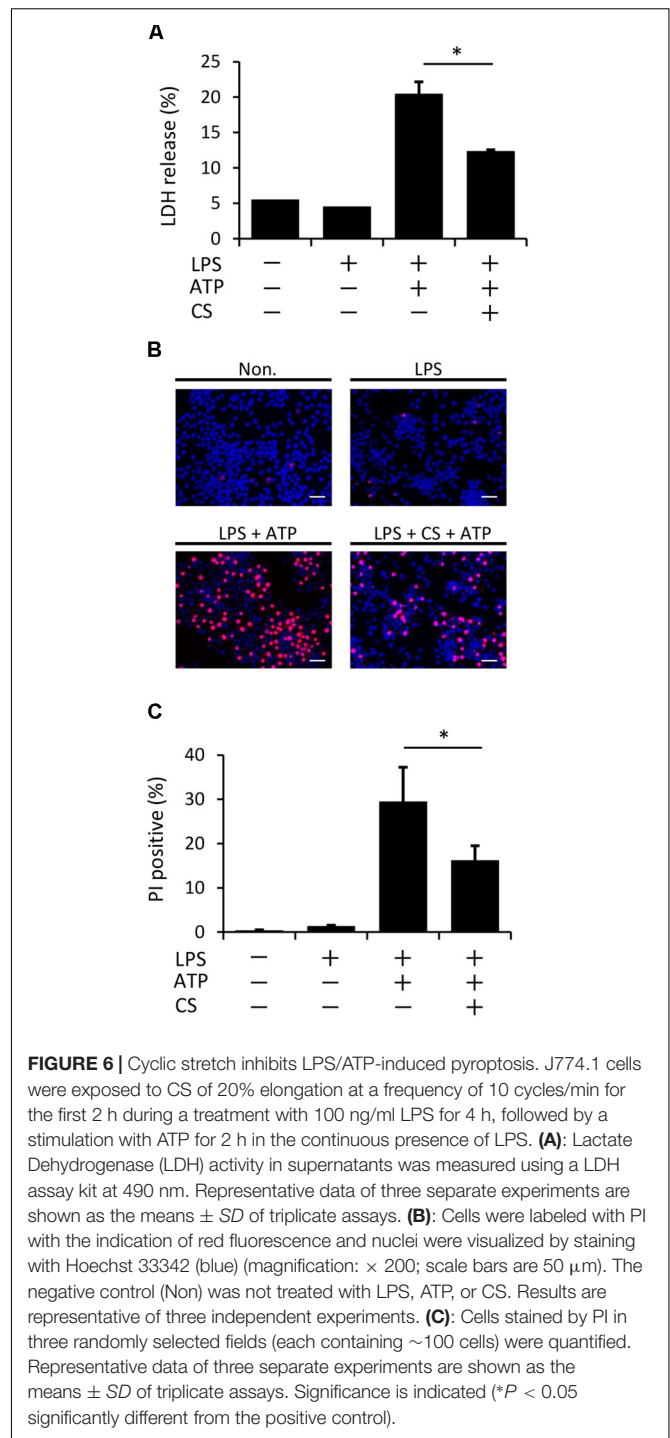 A
*
25
20
15
10
5
0
LDH release (%)
LPS − + + +
ATP − − + +
CS − − − +
B
Non. LPS
LPS + ATP LPS + CS + ATP
C
*
40
30
20
10
0
PI positive (%)
LPS − + + +
ATP − − + +
CS − − − +
FIGURE 6 | Cyclic stretch inhibits LPS/ATP-induced pyroptosis. J774.1 cells
were exposed to CS of 20% elongation at a frequency of 10 cycles/min for
the first 2 h during a treatment with 100 ng/ml LPS for 4 h, followed by a
stimulation with ATP for 2 h in the continuous presence of LPS. (A): Lactate
Dehydrogenase (LDH) activity in supernatants was measured using a LDH
assay kit at 490 nm. Representative data of three separate experiments are
shown as the means ± SD of triplicate assays. (B): Cells were labeled with PI
with the indication of red fluorescence and nuclei were visualized by staining
with Hoechst 33342 (blue) (magnification: × 200; scale bars are 50 μm). The
negative control (Non) was not treated with LPS, ATP, or CS. Results are
representative of three independent experiments. (C): Cells stained by PI in
three randomly selected fields (each containing ∼100 cells) were quantified.
Representative data of three separate experiments are shown as the
means ± SD of triplicate assays. Significance is indicated (*P < 0.05
significantly different from the positive control).